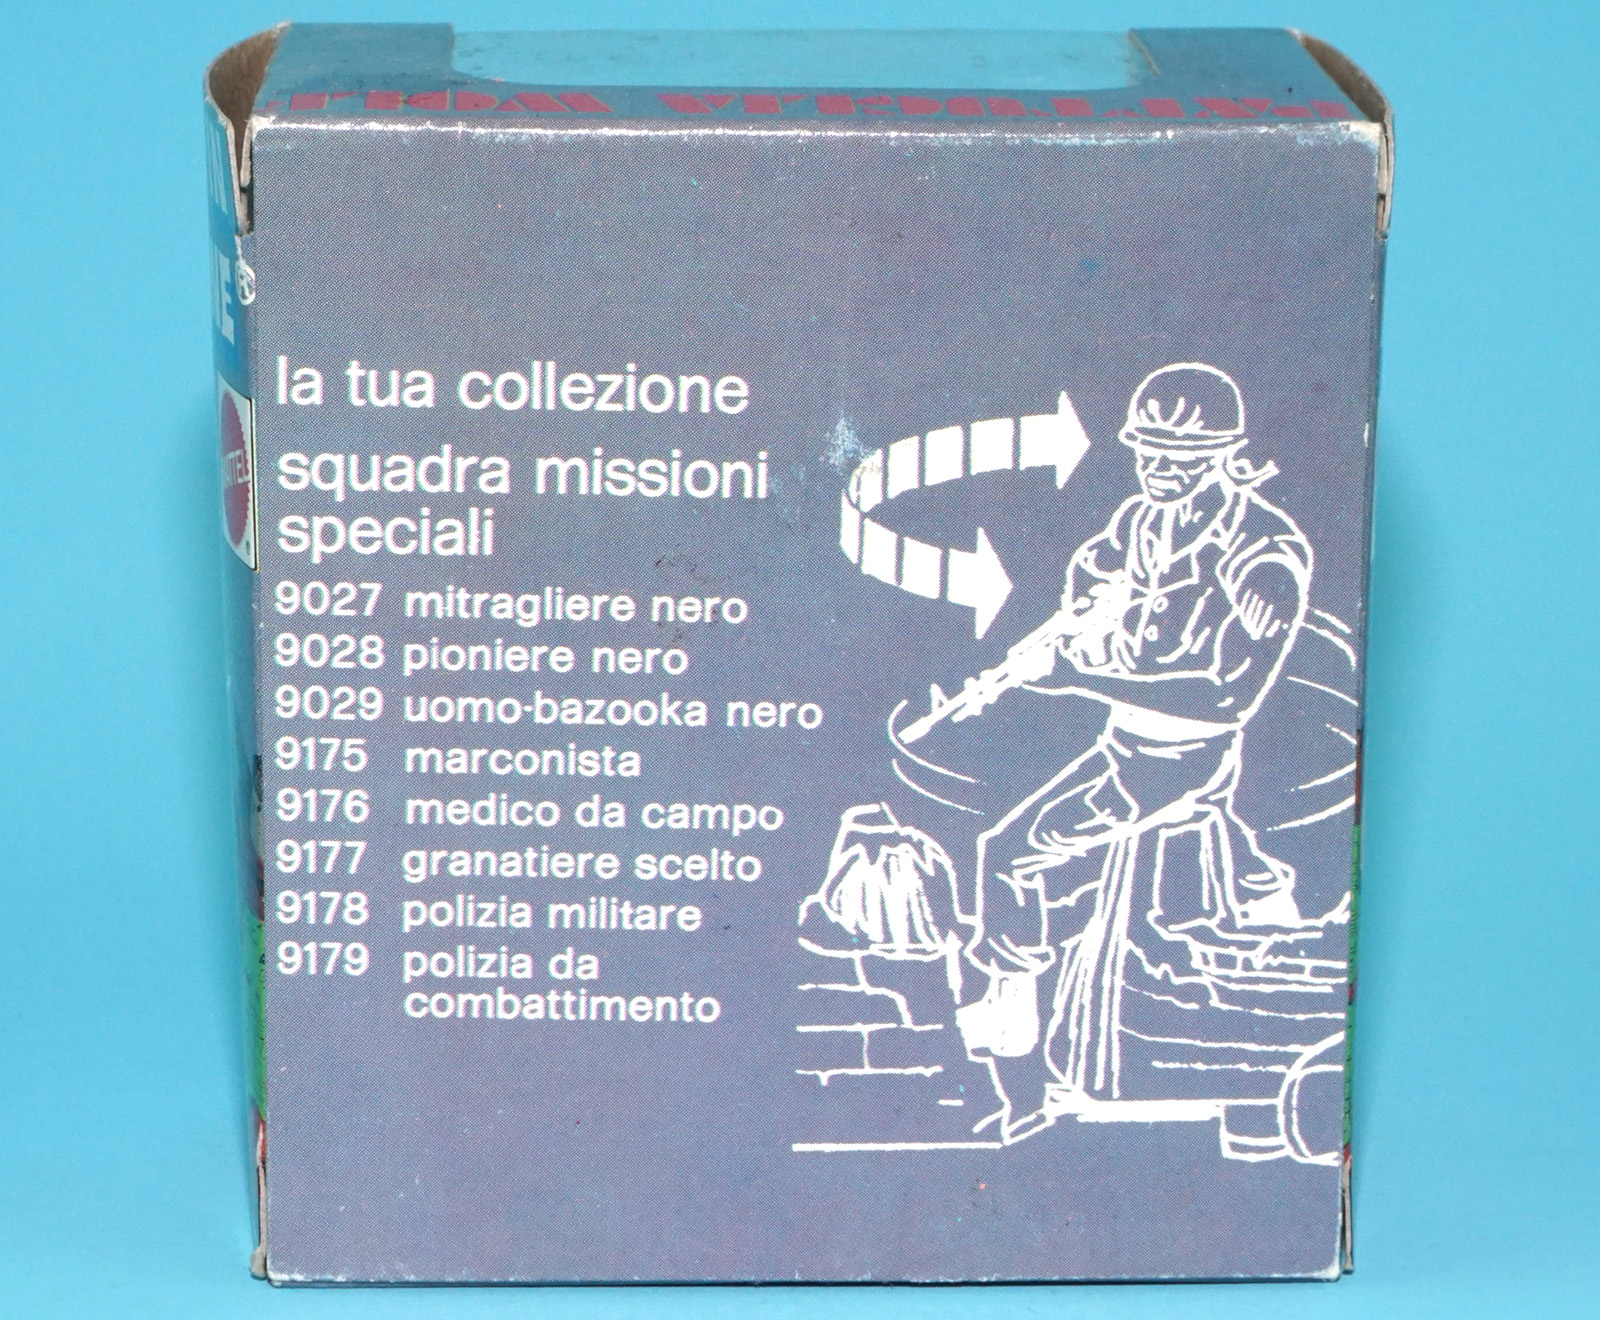 la tua collezione
squadra missioni
speciali
9027 mitragliere nero
9028 pioniere nero
9029 uomo-bazooka nero
9175 marconista
9176 medico da campo
9177 granatiere scelto
9178 polizia militare
9179 polizia da
combattimento
MATTEL